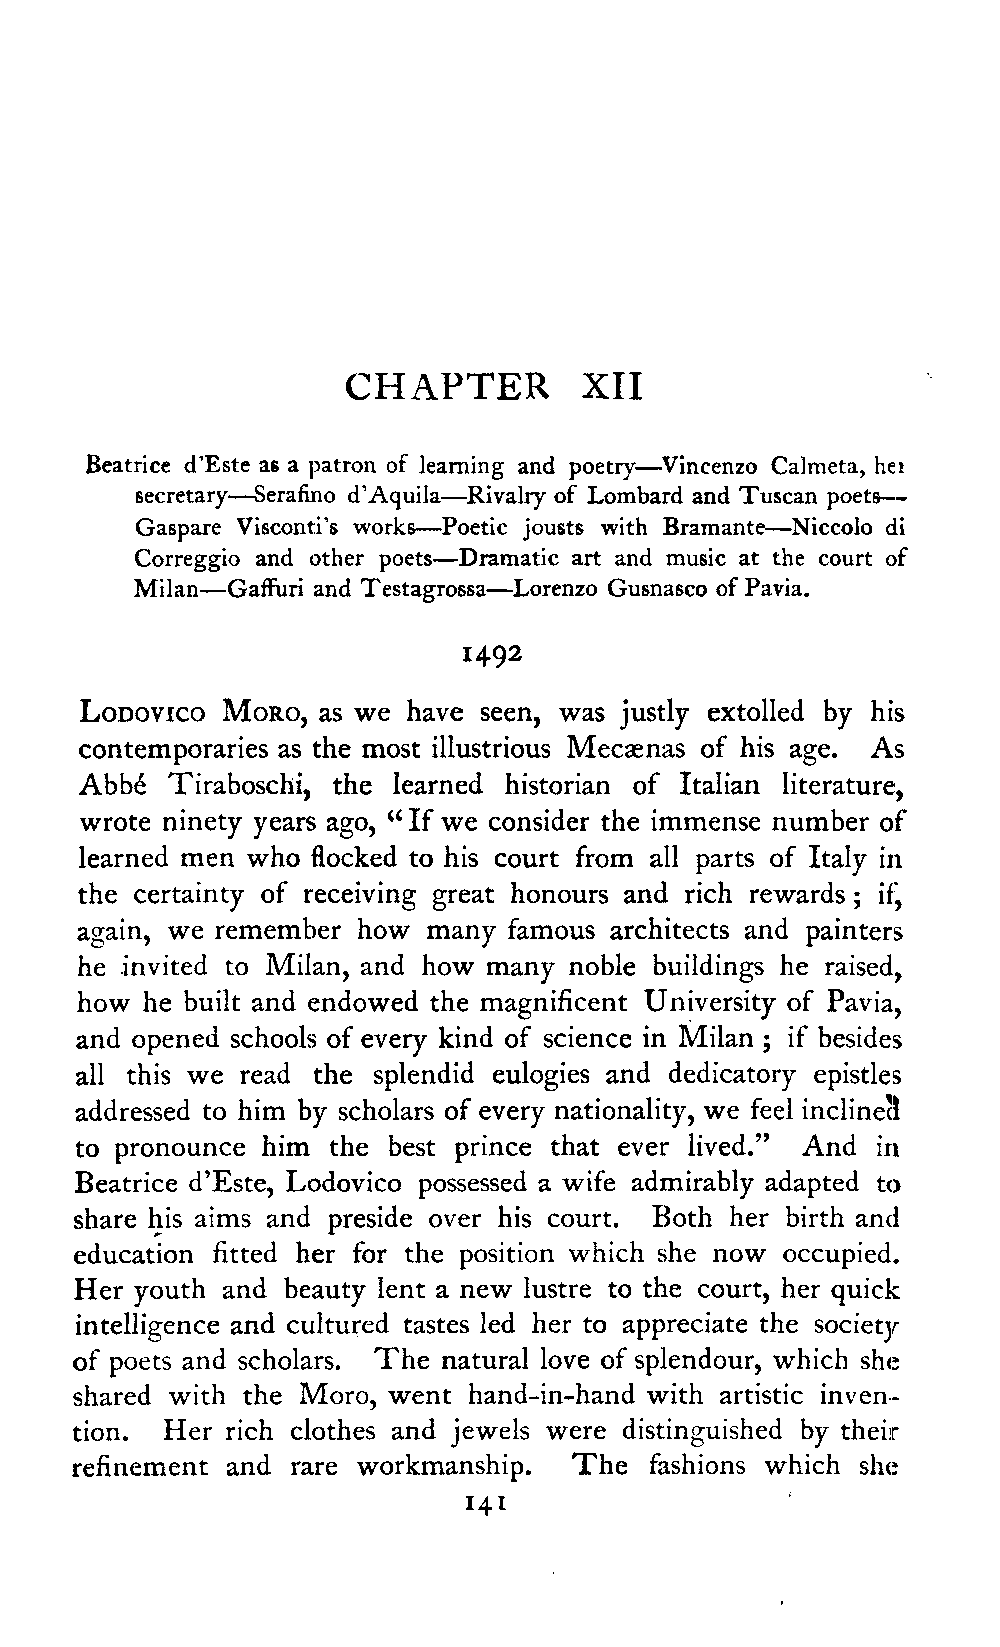 CHAPTER XII
Beatrice d'Este as a patron of learning and poetry—Vincenzo Calmeta, her
secretary—Serafino d'Aquila—Rivalry of Lombard and Tuscan poets—
Gaspare Visconti's works—Poetic jousts with Bramante—Niccolo di
Correggio and other poets—Dramatic art and music at the court of
Milan—Gaffuri and Testagrossa—Lorenzo Gusnasco of Pavia.
1492
LODOVICO MORO, as we have seen, was justly extolled by his
contemporaries as the most illustrious Mecænas of his age. As
Abbé Tiraboschi, the learned historian of Italian literature,
wrote ninety years ago, "If we consider the immense number of
learned men who flocked to his court from all parts of Italy in
the certainty of receiving great honours and rich rewards; if,
again, we remember how many famous architects and painters
he invited to Milan, and how many noble buildings he raised,
how he built and endowed the magnificent University of Pavia,
and opened schools of every kind of science in Milan; if besides
all this we read the splendid eulogies and dedicatory epistles
addressed to him by scholars of every nationality, we feel inclined
to pronounce him the best prince that ever lived." And in
Beatrice d'Este, Lodovico possessed a wife admirably adapted to
share his aims and preside over his court. Both her birth and
education fitted her for the position which she now occupied.
Her youth and beauty lent a new lustre to the court, her quick
intelligence and cultured tastes led her to appreciate the society
of poets and scholars. The natural love of splendour, which she
shared with the Moro, went hand-in-hand with artistic inven-
tion. Her rich clothes and jewels were distinguished by their
refinement and rare workmanship. The fashions which she
141